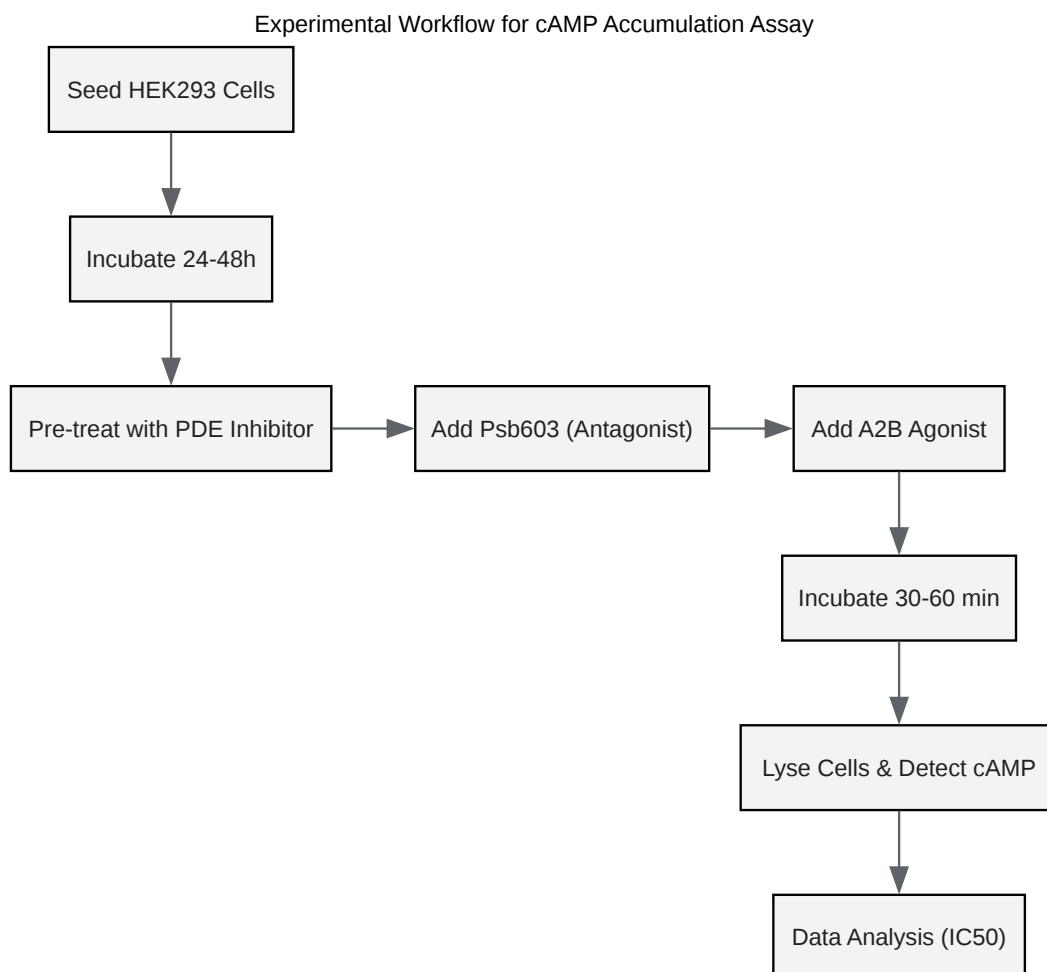 Experimental Workflow for cAMP Accumulation Assay
Seed HEK293 Cells
Incubate 24-48h
Pre-treat with PDE Inhibitor
Add Psb603 (Antagonist)
Add A2B Agonist
Incubate 30-60 min
Lyse Cells & Detect cAMP
Data Analysis (IC50)